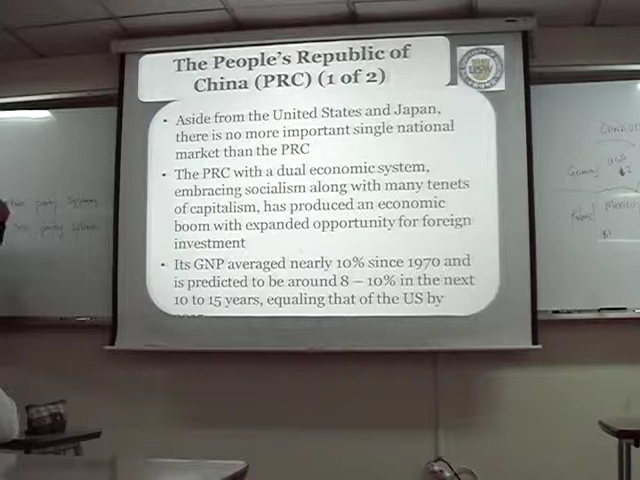 The People's Republic of
China (PRC) (1 of 2)
• Aside from the United States and Japan,
there is no more important single national
market than the PRC
• The PRC with a dual economic system,
embracing socialism along with many tenets
of capitalism, has produced an economic
boom with expanded opportunity for foreign
investment
• Its GNP averaged nearly 10% since 1970 and
is predicted to be around 8 – 10% in the next
10 to 15 years, equaling that of the US by
party System
party System